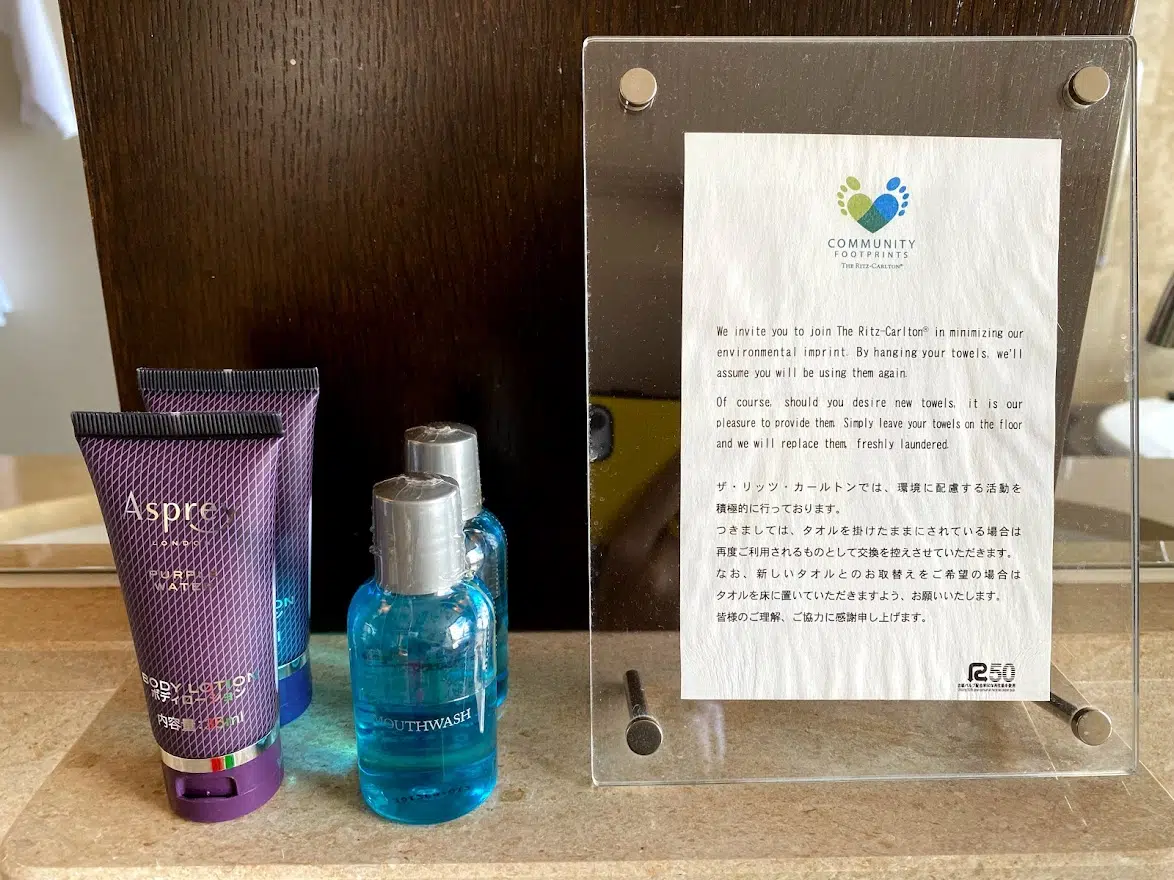 Aspre
LONDO
PURPLE
WATE
BODY LOTION
ボディローション
内容量:35ml
MOUTHWASH
COMMUNITY
FOOTPRINTS
THE RITZ-CARLTON®
We invite you to join The Ritz-Carlton® in minimizing our
environmental imprint. By hanging your towels, we'll
assume you will be using them again.
Of course, should you desire new towels, it is our
pleasure to provide them. Simply leave your towels on the floor
and we will replace them, freshly laundered.
ザ・リッツ・カールトンでは、環境に配慮する活動を
積極的に行っております。
つきましては、タオルを掛けたままにされている場合は
再度ご利用されるものとして交換を控えさせていただきます。
なお、新しいタオルとのお取替えをご希望の場合は
タオルを床に置いていただきますよう、お願いいたします。
皆様のご理解、ご協力に感謝申し上げます。
R50